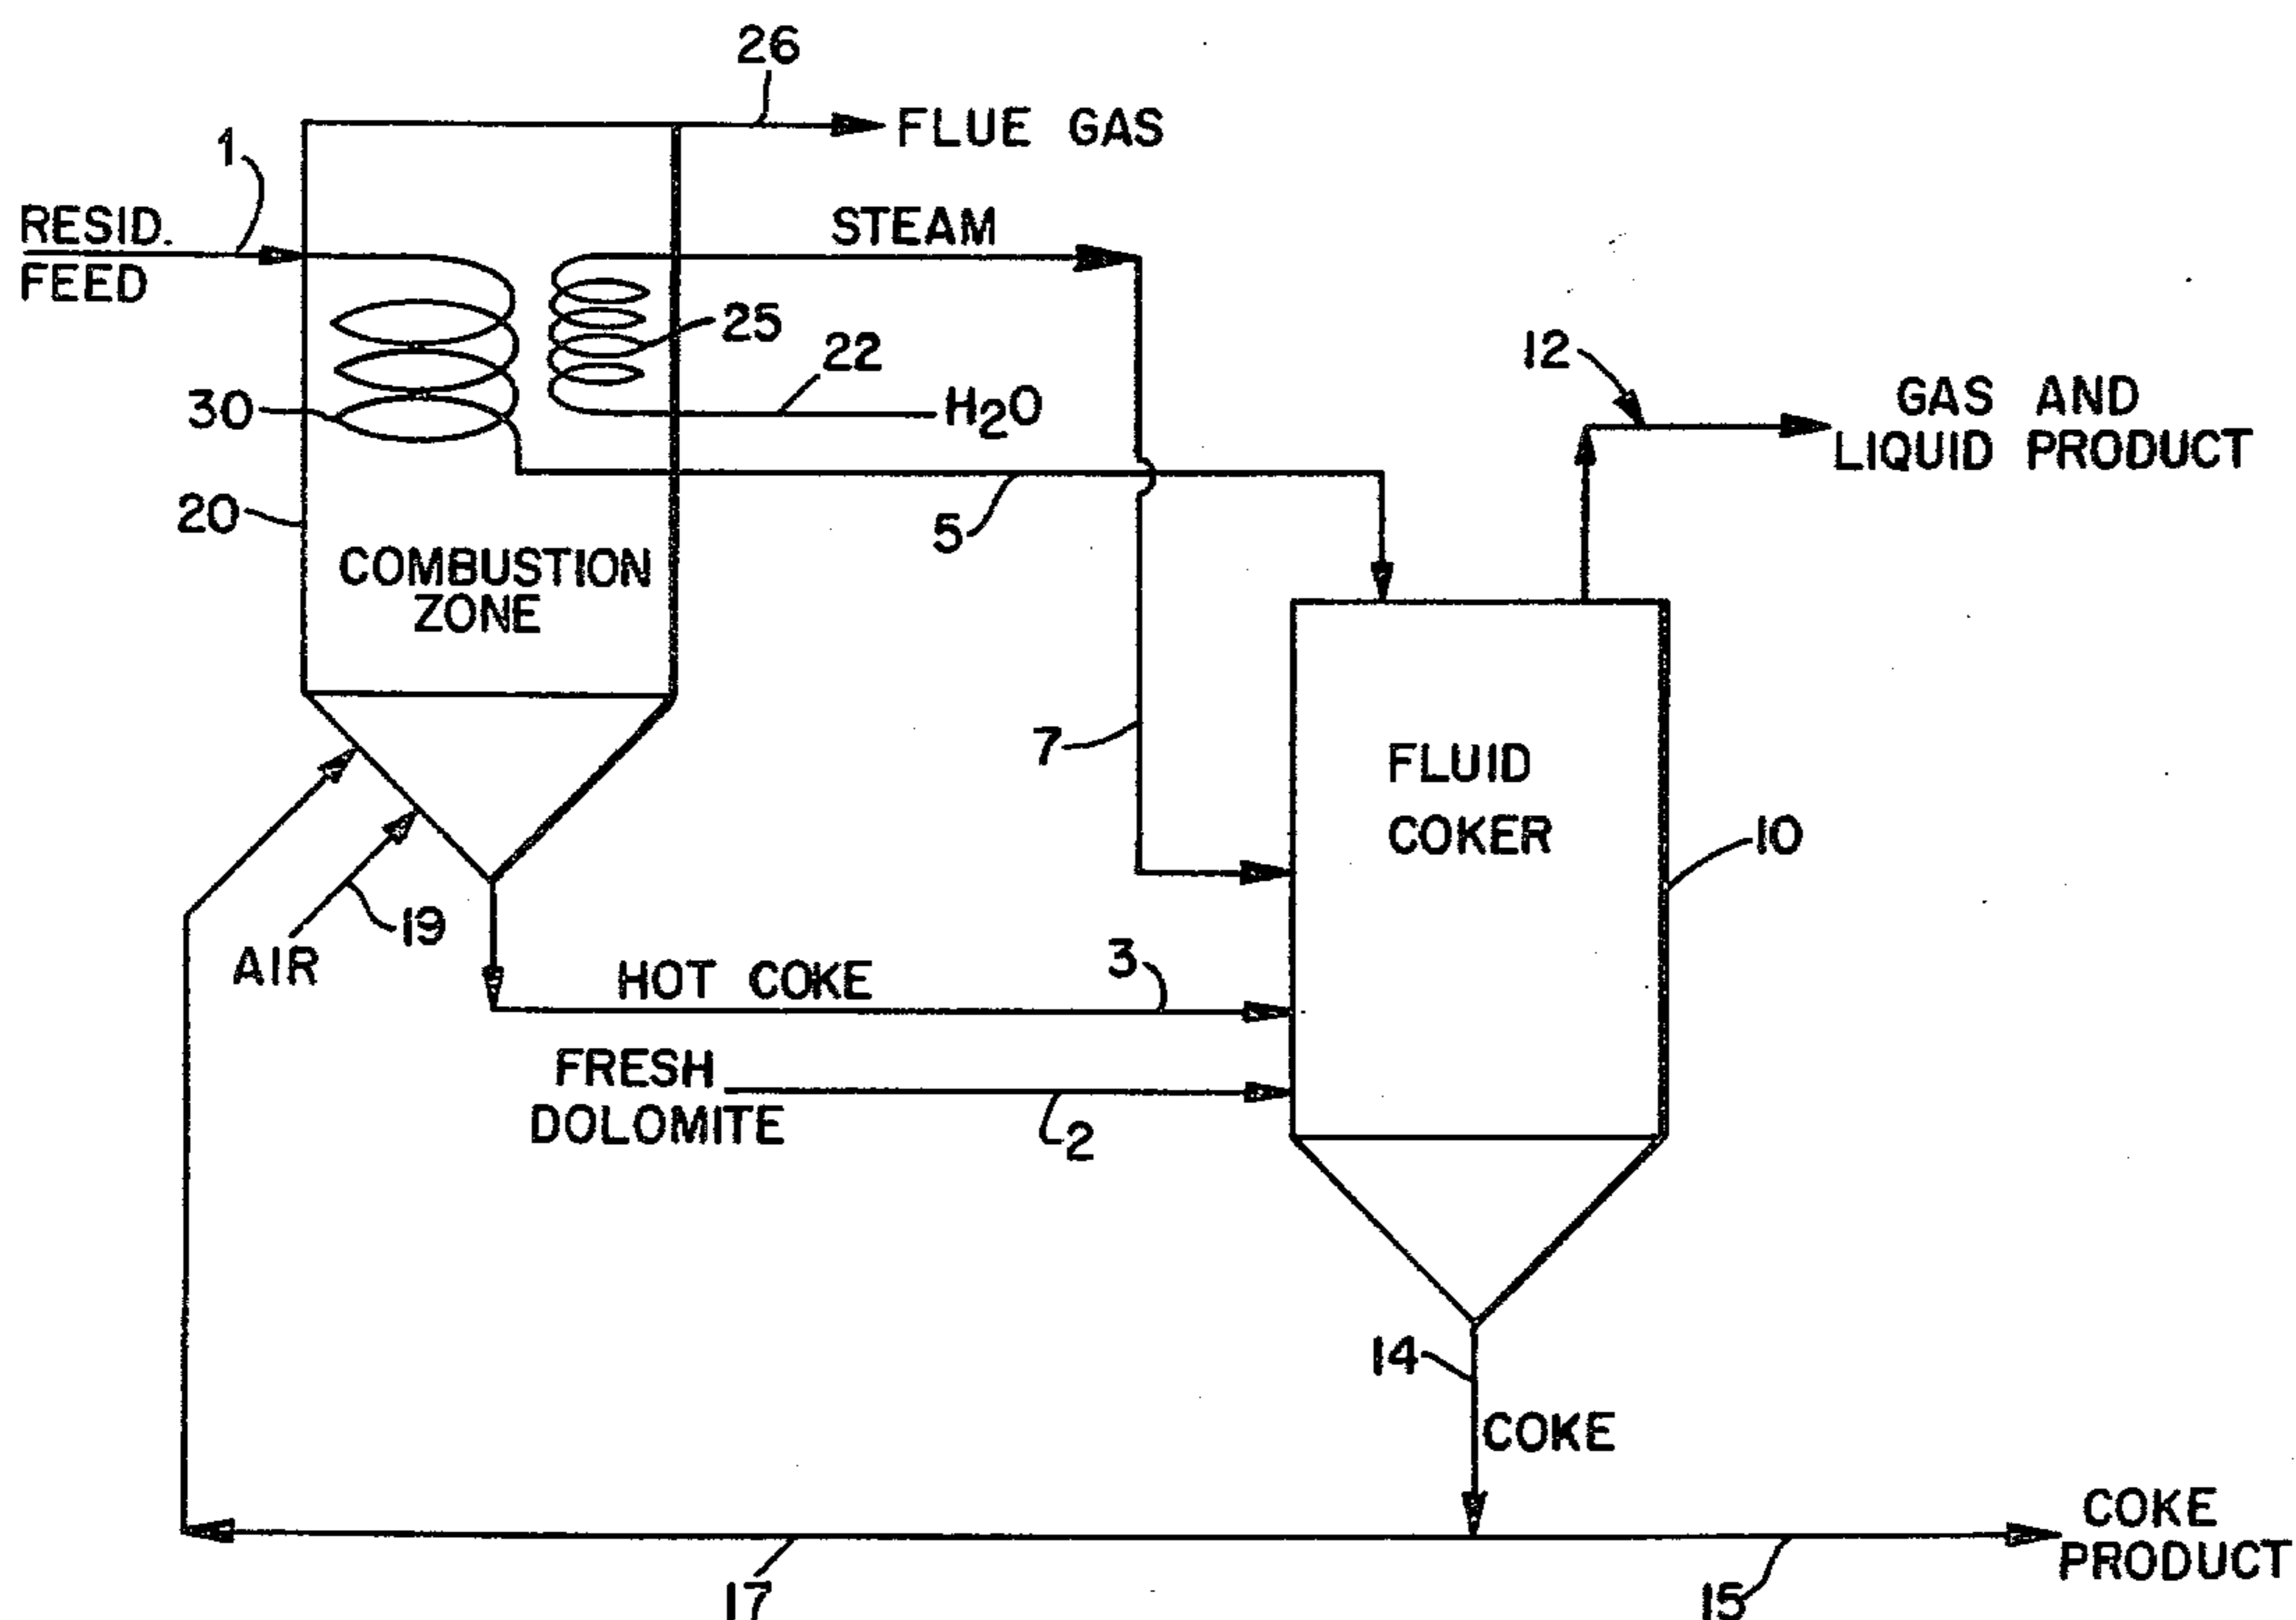 26
FLUE GAS
1
RESID.
FEED
STEAM
25
22
H2O
30
12
GAS AND
LIQUID PRODUCT
20
5
COMBUSTION
ZONE
7
FLUID
COKER
10
19
AIR
HOT COKE
3
FRESH
DOLOMITE
2
14
COKE
COKE
PRODUCT
17
15